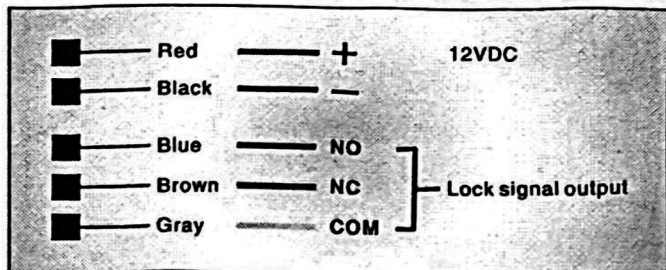 Red + 12VDC
Black −
Blue NO
Brown NC Lock signal output
Gray COM